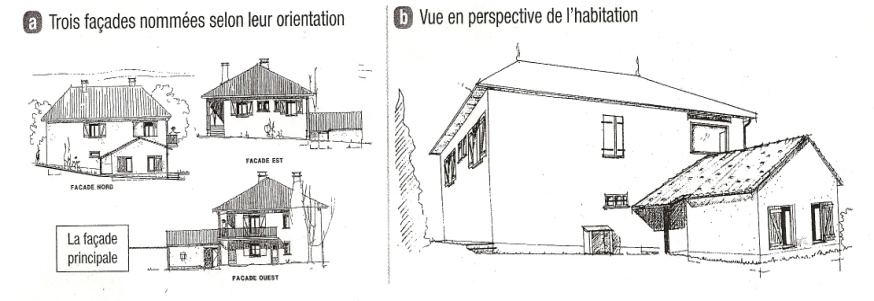 a Trois façades nommées selon leur orientation
FAÇADE NORD
FACADE EST
La façade
principale
FACADE OUEST
b Vue en perspective de l'habitation